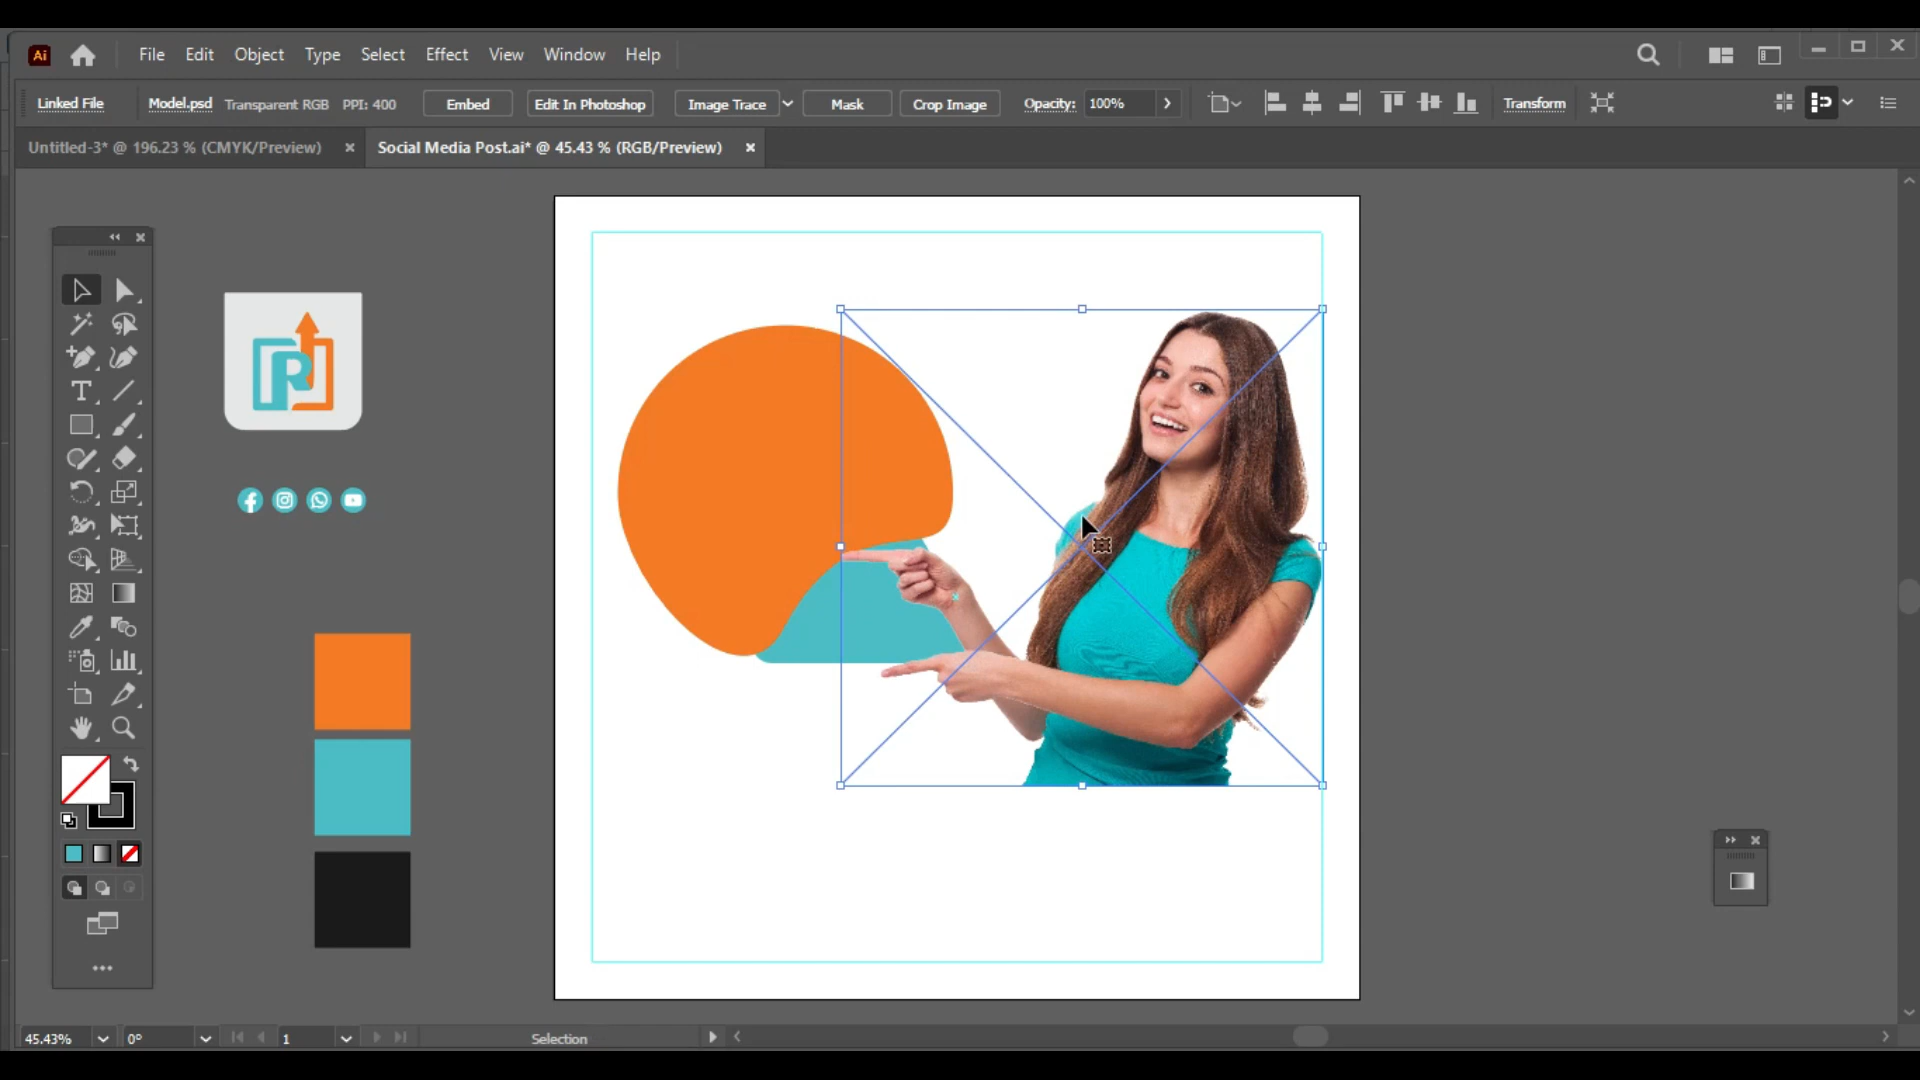 Ai File Edit Object Type Select Effect View Window Help
Linked File Model.psd Transparent RGB PPI: 400 Embed Edit In Photoshop Image Trace Mask Crop Image Opacity: 100% Transform
Untitled-3* @ 196.23 % (CMYK/Preview) Social Media Post.ai* @ 45.43 % (RGB/Preview)
R
45.43% 0° 1 Selection